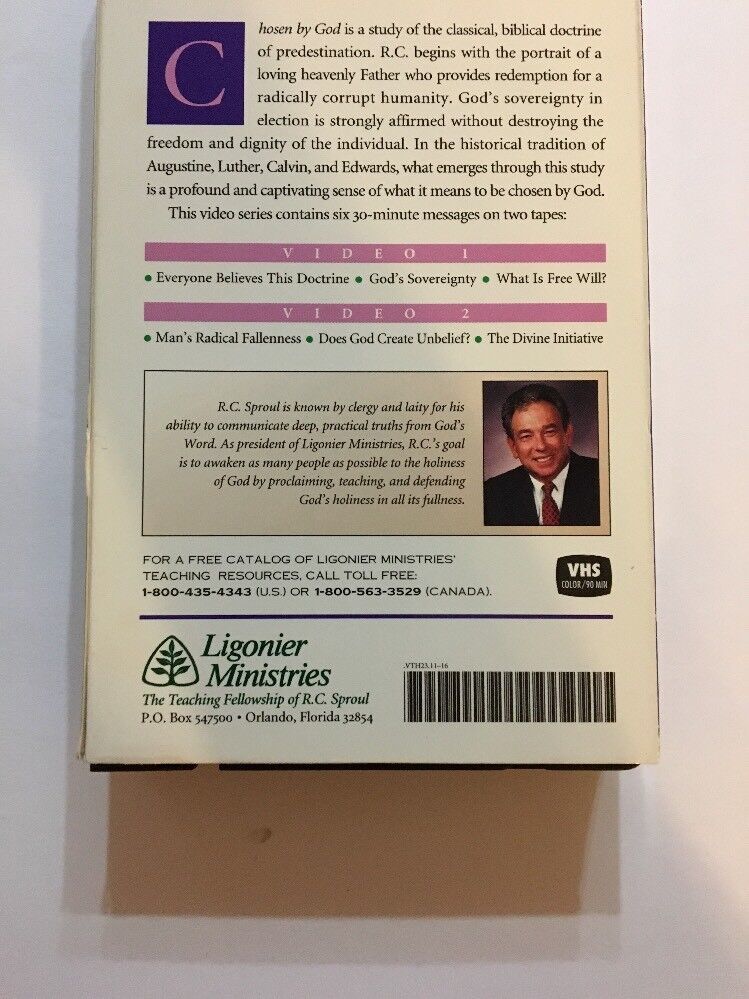 Chosen by God is a study of the classical, biblical doctrine
of predestination. R.C. begins with the portrait of a
loving heavenly Father who provides redemption for a
radically corrupt humanity. God's sovereignty in
election is strongly affirmed without destroying the
freedom and dignity of the individual. In the historical tradition of
Augustine, Luther, Calvin, and Edwards, what emerges through this study
is a profound and captivating sense of what it means to be chosen by God.
This video series contains six 30-minute messages on two tapes:
VIDEO 1
• Everyone Believes This Doctrine • God's Sovereignty • What Is Free Will?
VIDEO 2
• Man's Radical Fallenness • Does God Create Unbelief? • The Divine Initiative
R.C. Sproul is known by clergy and laity for his
ability to communicate deep, practical truths from God's
Word. As president of Ligonier Ministries, R.C.'s goal
is to awaken as many people as possible to the holiness
of God by proclaiming, teaching, and defending
God's holiness in all its fullness.
FOR A FREE CATALOG OF LIGONIER MINISTRIES'
TEACHING RESOURCES, CALL TOLL FREE:
1-800-435-4343 (U.S.) OR 1-800-563-3529 (CANADA).
VHS
COLOR/90 MIN
Ligonier
Ministries
The Teaching Fellowship of R.C. Sproul
P.O. Box 547500 • Orlando, Florida 32854
.VTH23.11-16